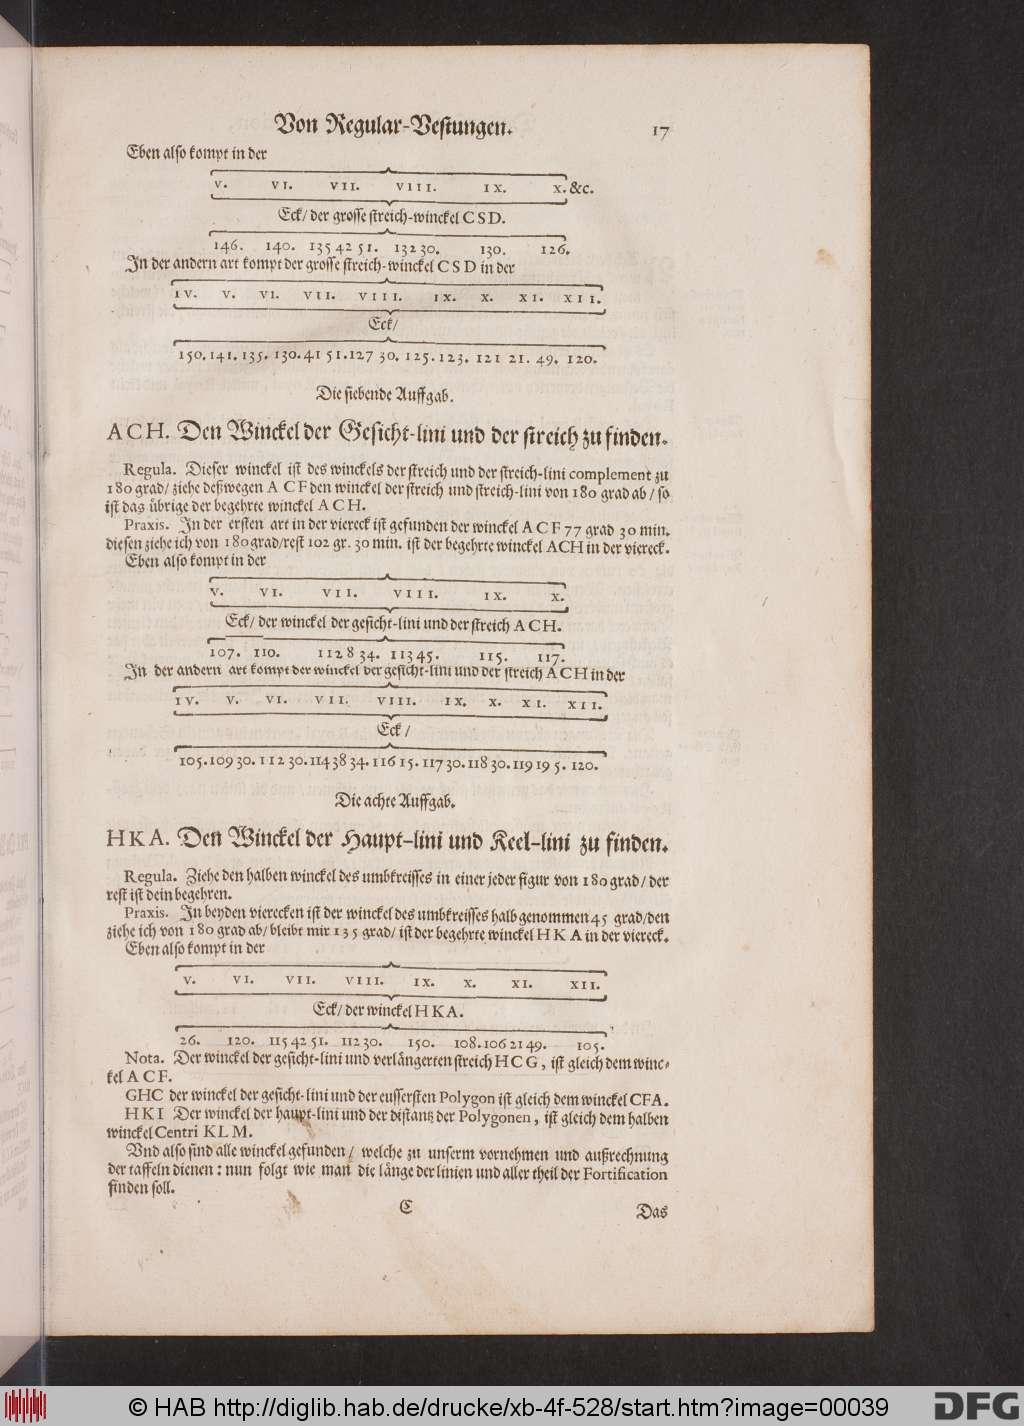 Von Regular-Vestungen. 17
Eben also kompt in der
V. VI. VII. VIII. IX. X. &c.
Eck/ der grosse streich-winckel CSD.
146. 140. 135 42 51. 132 30. 130. 126.
In der andern art kompt der grosse streich-winckel CSD in der
IV. V. VI. VII. VIII. IX. X. XI. XII.
Eck/
150. 141. 135. 130. 41 51. 127 30. 125. 123. 121 21. 49. 120.
Die siebende Auffgab.
ACH. Den Winckel der Gesicht-lini und der streich zu finden.
Regula. Dieser winckel ist des winckels der streich und der streich-lini complement zu
180 grad/ ziehe deßwegen ACF den winckel der streich und streich-lini von 180 grad ab/ so
ist das übrige der begehrte winckel ACH.
Praxis. In der ersten art in der viereck ist gefunden der winckel ACF 77 grad 30 min.
diesen ziehe ich von 180 grad/ rest 102 gr. 30 min. ist der begehrte winckel ACH in der viereck.
Eben also kompt in der
V. VI. VII. VIII. IX. X.
Eck/ der winckel der gesicht-lini und der streich ACH.
107. 110. 112 8 34. 113 45. 115. 117.
In der andern art kompt der winckel der gesicht-lini und der streich ACH in der
IV. V. VI. VII. VIII. IX. X. XI. XII.
Eck/
105. 109 30. 112 30. 114 38 34. 116 15. 117 30. 118 30. 119 19 5. 120.
Die achte Auffgab.
HKA. Den Winckel der Haupt-lini und Keel-lini zu finden.
Regula. Ziehe den halben winckel des umbkreisses in einer jeder figur von 180 grad/ der
rest ist dein begehren.
Praxis. In beyden vierecken ist der winckel des umbkreisses halb genommen 45 grad/ den
ziehe ich von 180 grad ab/ bleibt mir 135 grad/ ist der begehrte winckel HKA in der viereck.
Eben also kompt in der
V. VI. VII. VIII. IX. X. XI. XII.
Eck/ der winckel HKA.
26. 120. 115 42 51. 112 30. 150. 108. 106 21 49. 105.
Nota. Der winckel der gesicht-lini und verlängerten streich HCG, ist gleich dem winc-
kel ACF.
GHC der winckel der gesicht-lini und der eussersten Polygon ist gleich dem winckel CFA.
HKI Der winckel der haupt-lini und der distantz der Polygonen, ist gleich dem halben
winckel Centri KLM.
Vnd also sind alle winckel gefunden/ welche zu unserm vornehmen und außrechnung
der taffeln dienen: nun folgt wie man die länge der linien und aller theil der Fortification
finden soll.
C Das
© HAB http://diglib.hab.de/drucke/xb-4f-528/start.htm?image=00039
DFG